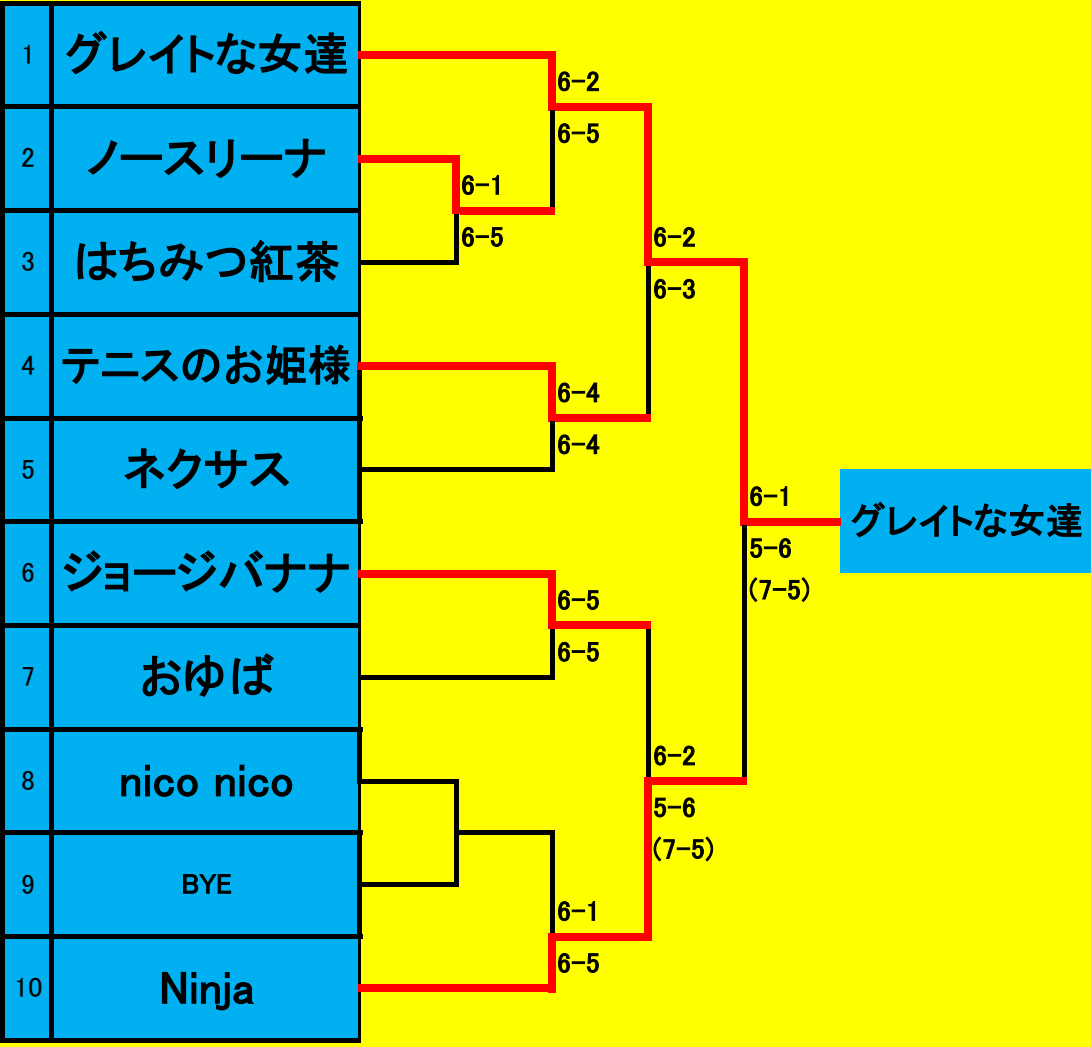 1 グレイトな女達
2 ノースリーナ
3 はちみつ紅茶
4 テニスのお姫様
5 ネクサス
6 ジョージバナナ
7 おゆば
8 nico nico
9 BYE
10 Ninja
6-1
6-5
6-2
6-5
6-4
6-4
6-5
6-5
6-1
6-5
6-2
6-3
6-2
5-6
(7-5)
6-1
5-6
(7-5)
グレイトな女達